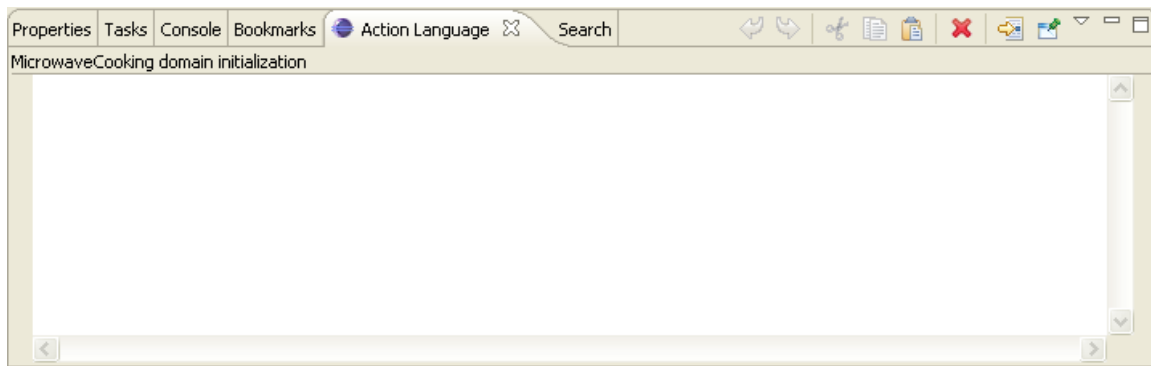 Properties Tasks Console Bookmarks Action Language Search
MicrowaveCooking domain initialization